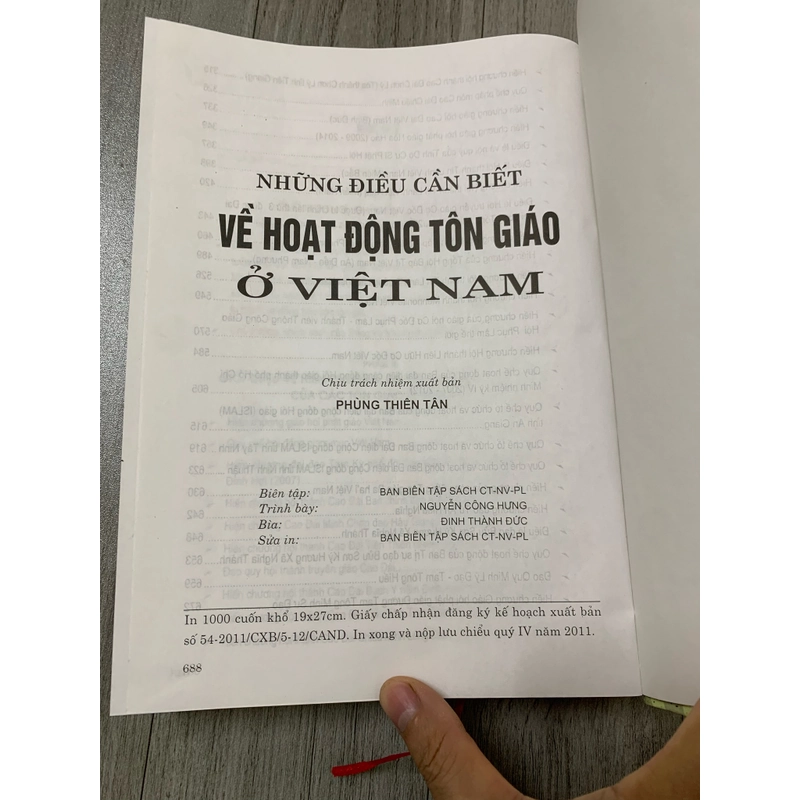 NHỮNG ĐIỀU CẦN BIẾT
VỀ HOẠT ĐỘNG TÔN GIÁO
Ở VIỆT NAM
Chịu trách nhiệm xuất bản
PHÙNG THIÊN TÂN
Biên tập: BAN BIÊN TẬP SÁCH CT-NV-PL
Trình bày: NGUYỄN CÔNG HƯNG
Bìa: ĐINH THÀNH ĐỨC
Sửa in: BAN BIÊN TẬP SÁCH CT-NV-PL
In 1000 cuốn khổ 19x27cm. Giấy chấp nhận đăng ký kế hoạch xuất bản
số 54-2011/CXB/5-12/CAND. In xong và nộp lưu chiểu quý IV năm 2011.
688